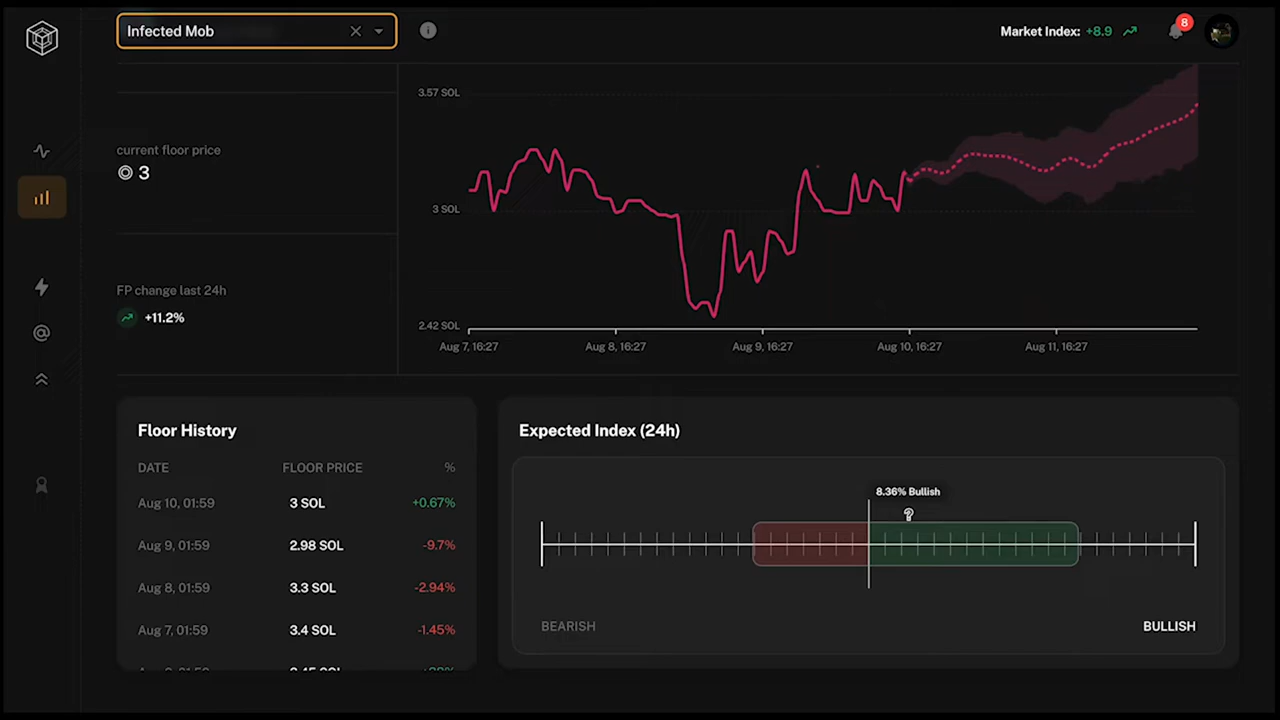 Infected Mob
Market Index: +8.9
8
3.57 SOL
current floor price
3
3 SOL
FP change last 24h
+11.2%
2.42 SOL
Aug 7, 16:27
Aug 8, 16:27
Aug 9, 16:27
Aug 10, 16:27
Aug 11, 16:27
Floor History
DATE FLOOR PRICE %
Aug 10, 01:59 3 SOL +0.67%
Aug 9, 01:59 2.98 SOL -9.7%
Aug 8, 01:59 3.3 SOL -2.94%
Aug 7, 01:59 3.4 SOL -1.45%
Expected Index (24h)
8.36% Bullish
?
BEARISH
BULLISH